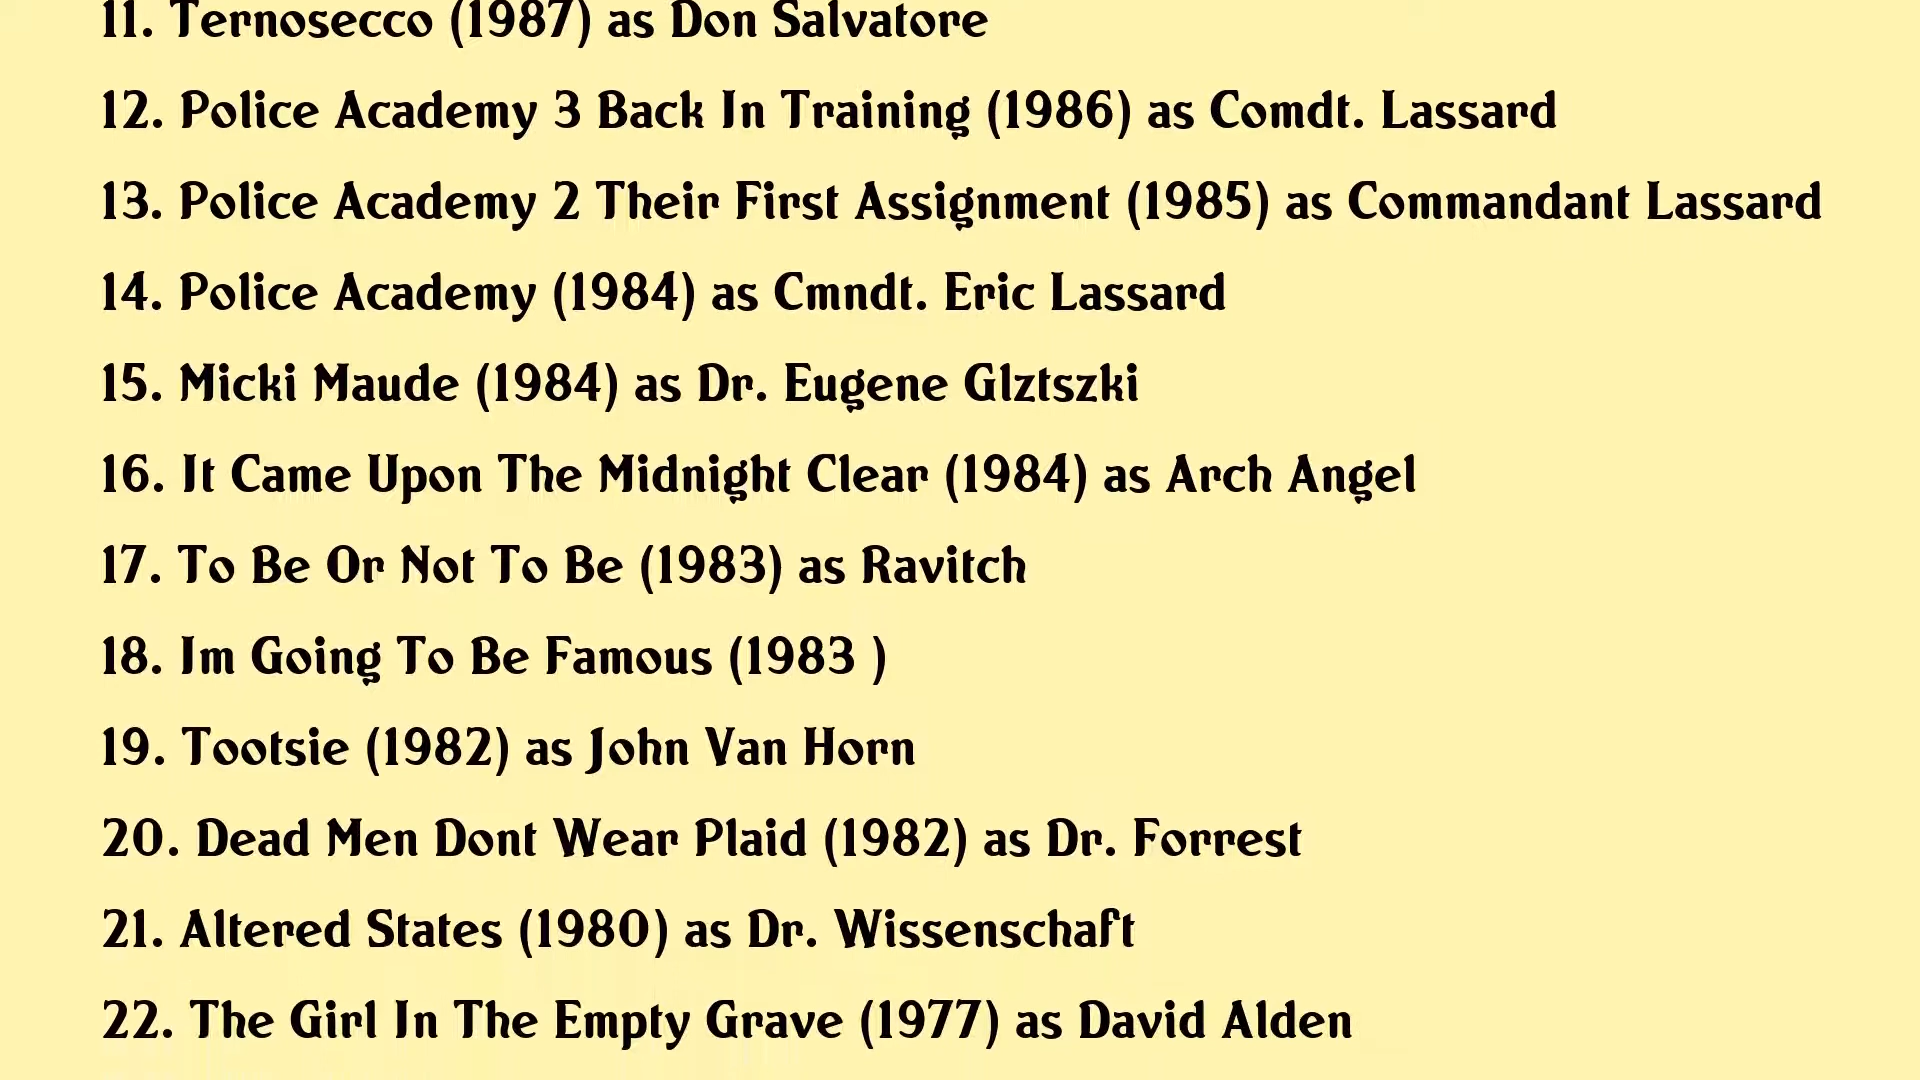 11. Ternosecco (1987) as Don Salvatore
12. Police Academy 3 Back In Training (1986) as Comdt. Lassard
13. Police Academy 2 Their First Assignment (1985) as Commandant Lassard
14. Police Academy (1984) as Cmndt. Eric Lassard
15. Micki Maude (1984) as Dr. Eugene Glztszki
16. It Came Upon The Midnight Clear (1984) as Arch Angel
17. To Be Or Not To Be (1983) as Ravitch
18. Im Going To Be Famous (1983 )
19. Tootsie (1982) as John Van Horn
20. Dead Men Dont Wear Plaid (1982) as Dr. Forrest
21. Altered States (1980) as Dr. Wissenschaft
22. The Girl In The Empty Grave (1977) as David Alden